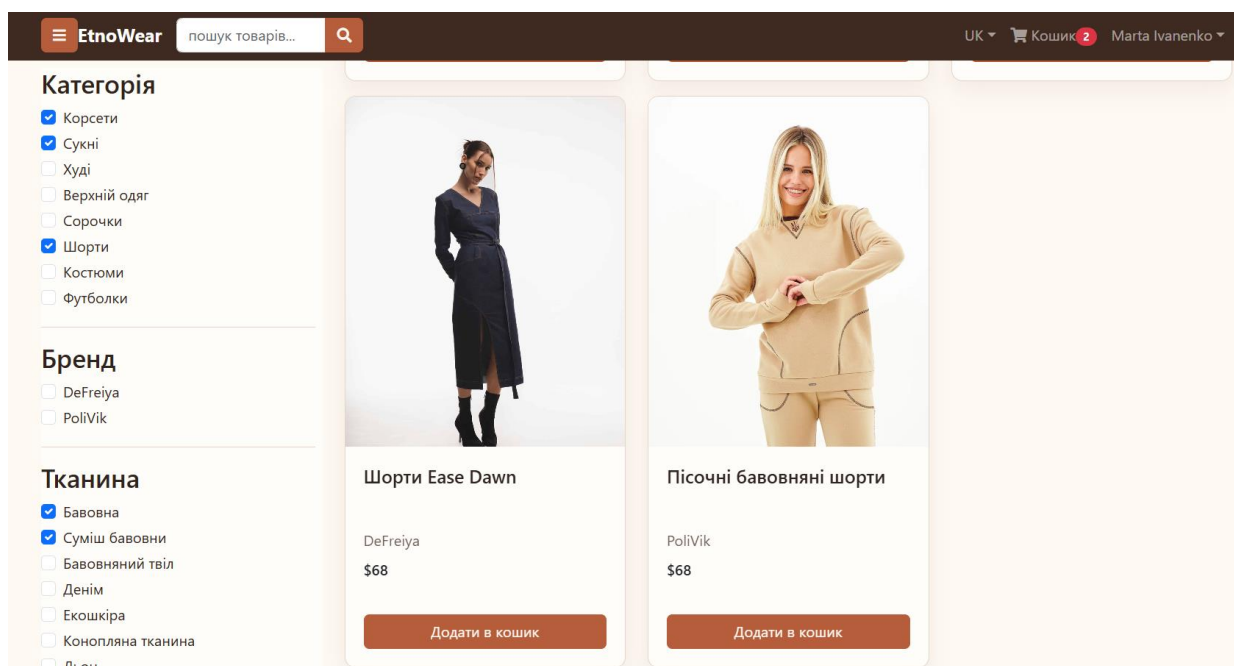 EtnoWear
пошук товарів...
UK
Кошик 2
Marta Ivanenko
Категорія
Корсети
Сукні
Худі
Верхній одяг
Сорочки
Шорти
Костюми
Футболки
Бренд
DeFreiya
PoliVik
Тканина
Бавовна
Суміш бавовни
Бавовняний твіл
Денім
Екошкіра
Конопляна тканина
Шорти Ease Dawn
DeFreiya
$68
Додати в кошик
Пісочні бавовняні шорти
PoliVik
$68
Додати в кошик